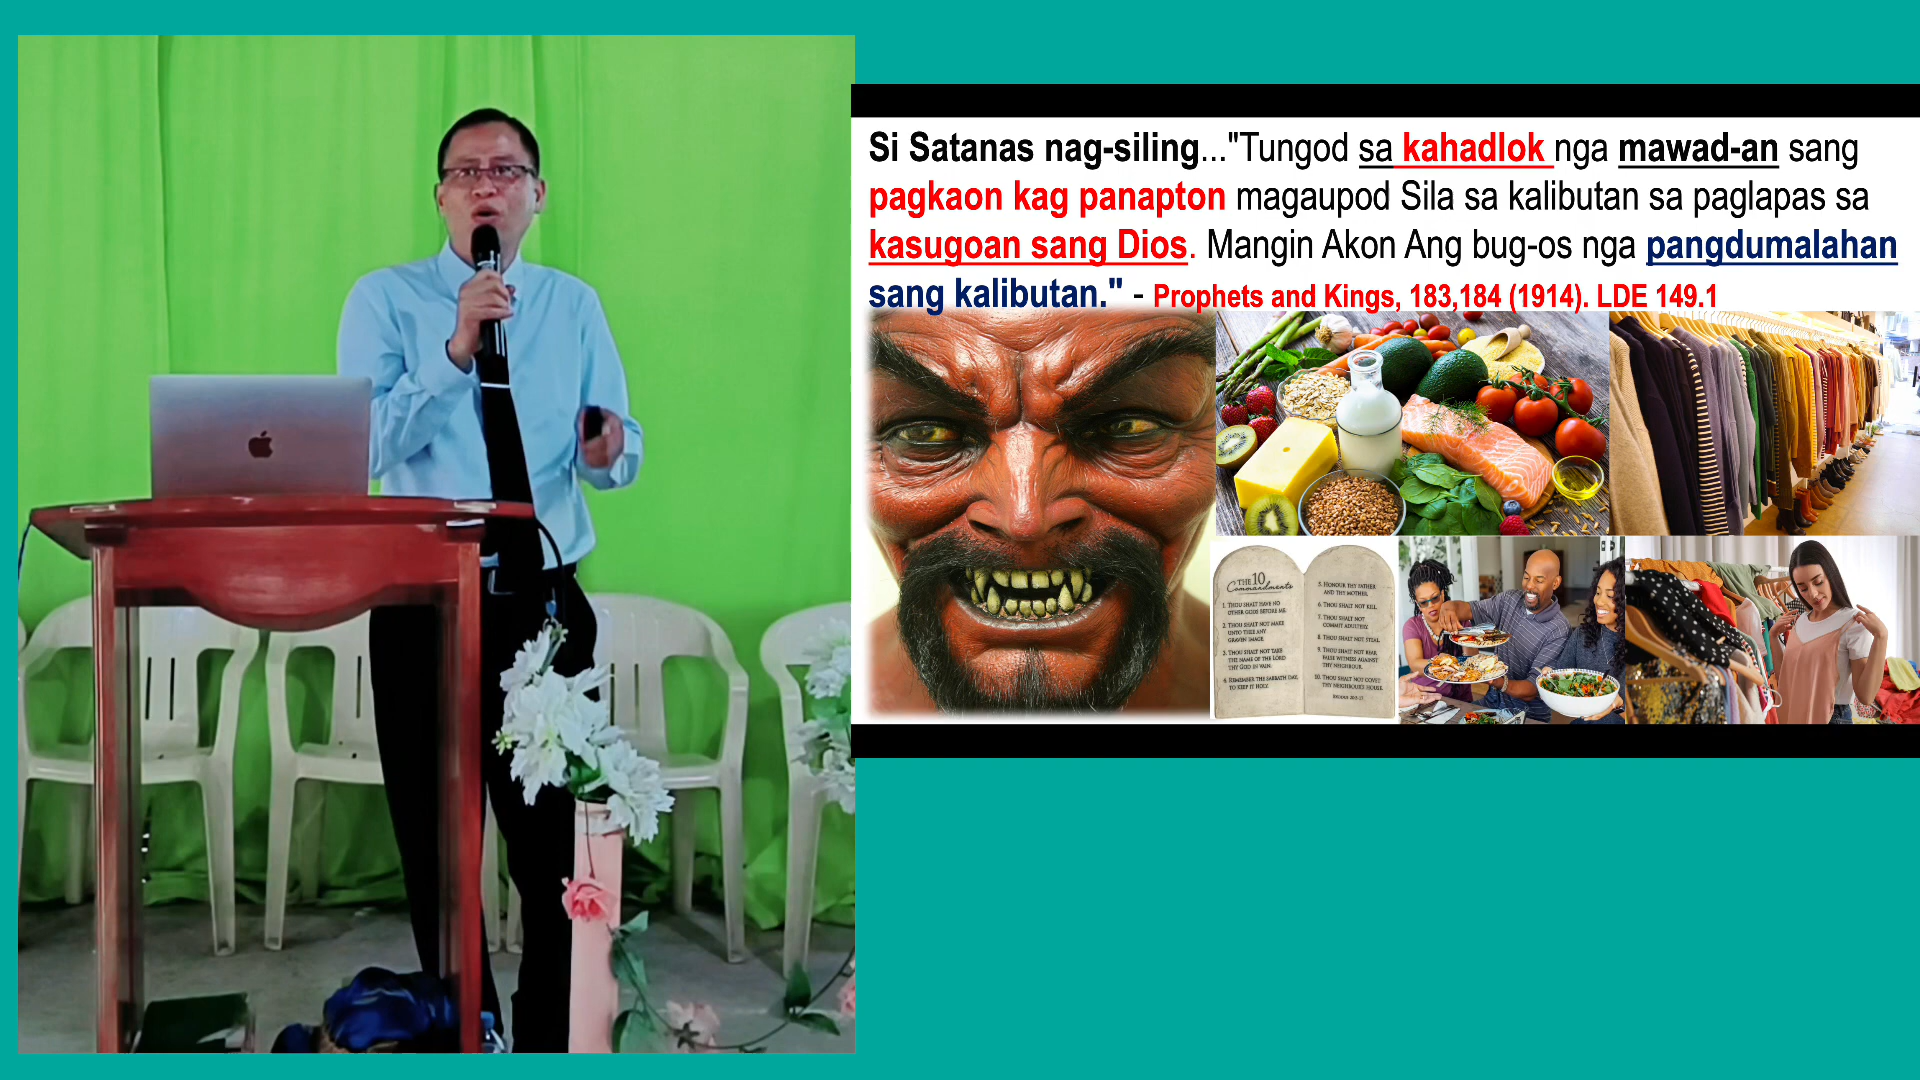 Si Satanas nag-siling..."Tungod sa kahadlok nga mawad-an sang
pagkaon kag panapton magaupod Sila sa kalibutan sa paglapas sa
kasugoan sang Dios. Mangin Akon Ang bug-os nga pangdumalahan
sang kalibutan." - Prophets and Kings, 183,184 (1914). LDE 149.1
THE 10
Commandments
1. THOU SHALT HAVE NO
OTHER GODS BEFORE ME.
2. THOU SHALT NOT MAKE
UNTO THEE ANY
GRAVEN IMAGE.
3. THOU SHALT NOT TAKE
THE NAME OF THE LORD
THY GOD IN VAIN.
4. REMEMBER THE SABBATH DAY,
TO KEEP IT HOLY.
5. HONOUR THY FATHER
AND THY MOTHER.
6. THOU SHALT NOT KILL.
7. THOU SHALT NOT
COMMIT ADULTERY.
8. THOU SHALT NOT STEAL.
9. THOU SHALT NOT BEAR
FALSE WITNESS AGAINST
THY NEIGHBOUR.
10. THOU SHALT NOT COVET
THY NEIGHBOUR'S HOUSE.